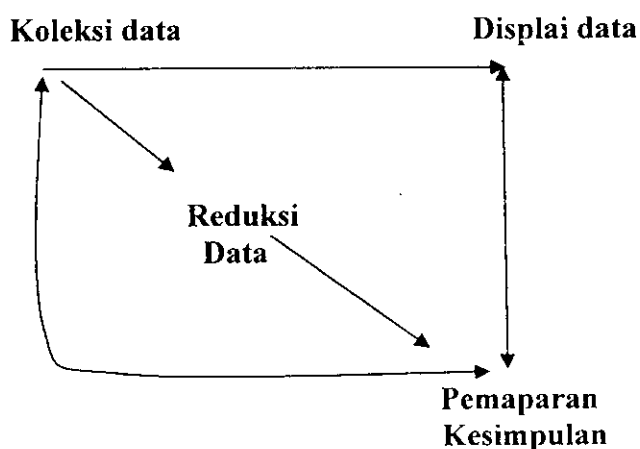 Koleksi data
Displai data
Reduksi
Data
Pemaparan
Kesimpulan